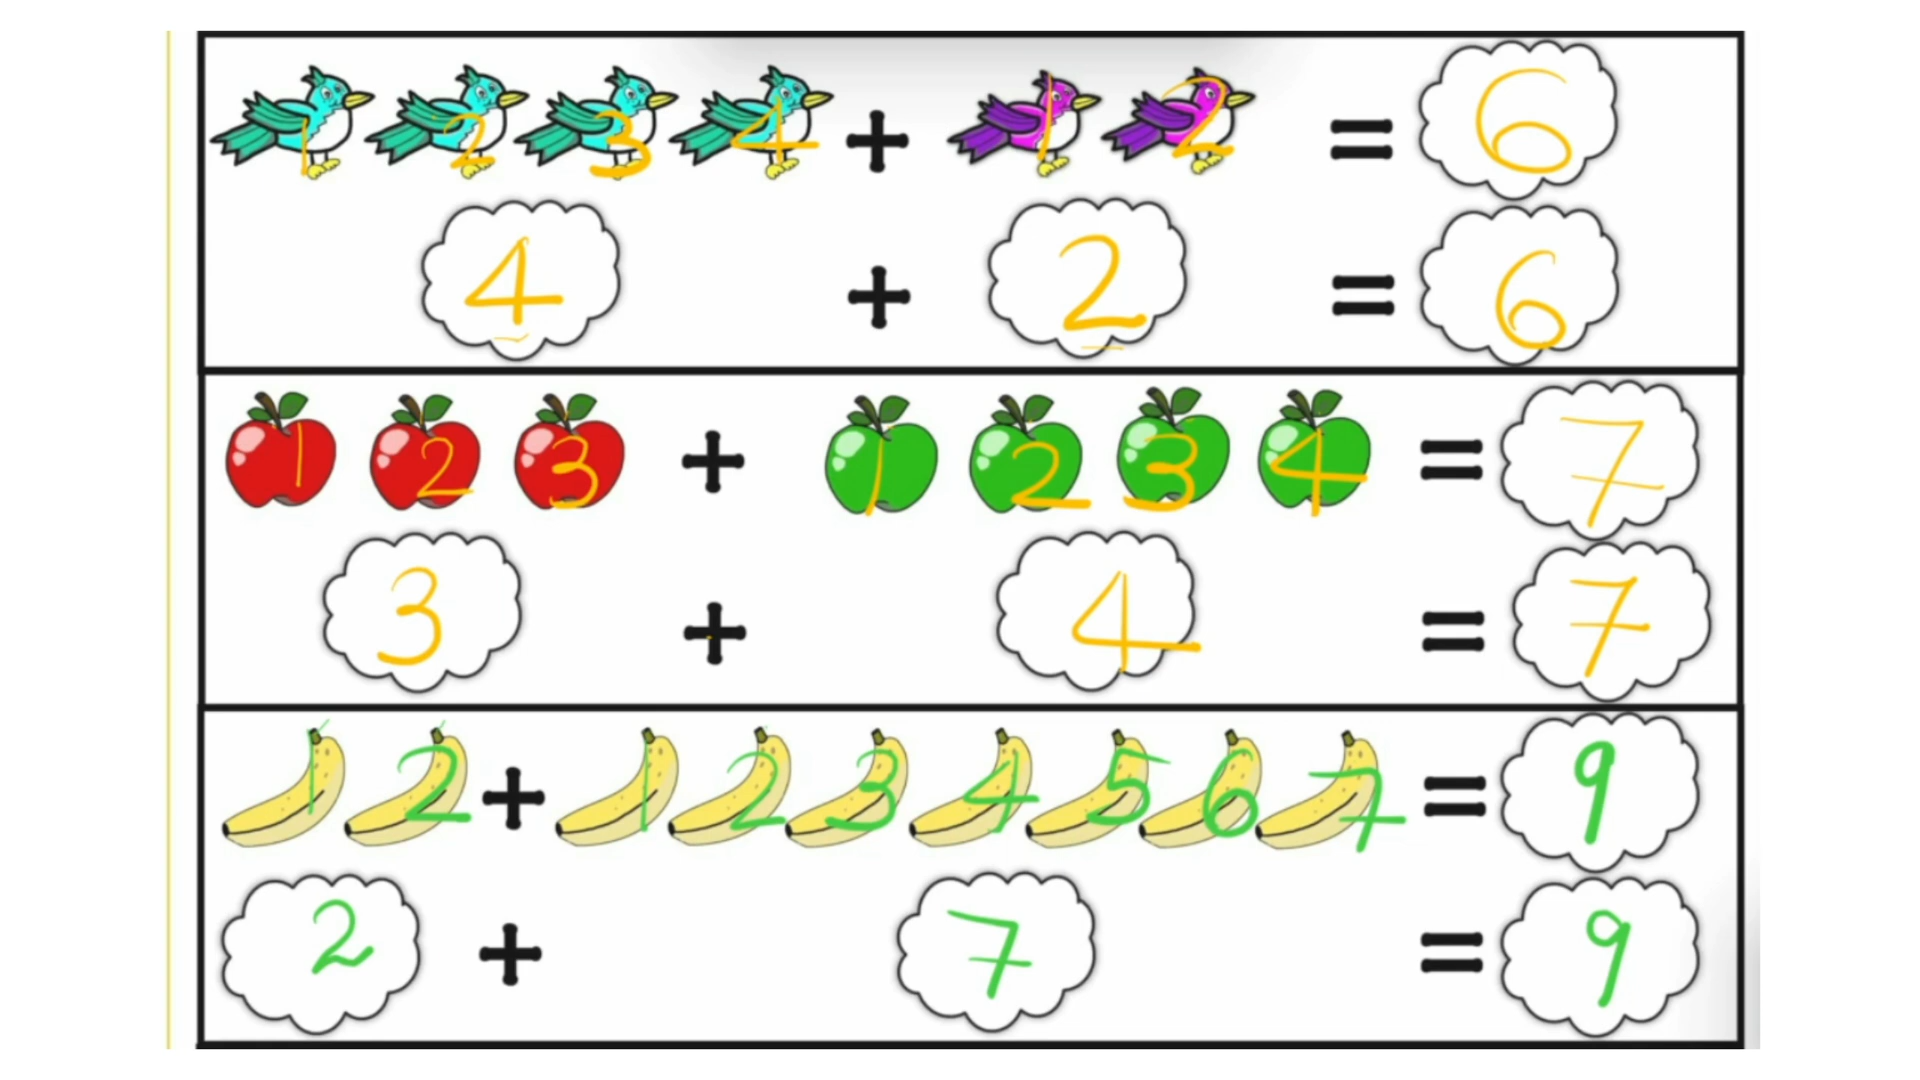 1 2 3 4 + 1 2 = 6
4 + 2 = 6
1 2 3 + 1 2 3 4 = 7
3 + 4 = 7
1 2 + 1 2 3 4 5 6 7 = 9
2 + 7 = 9